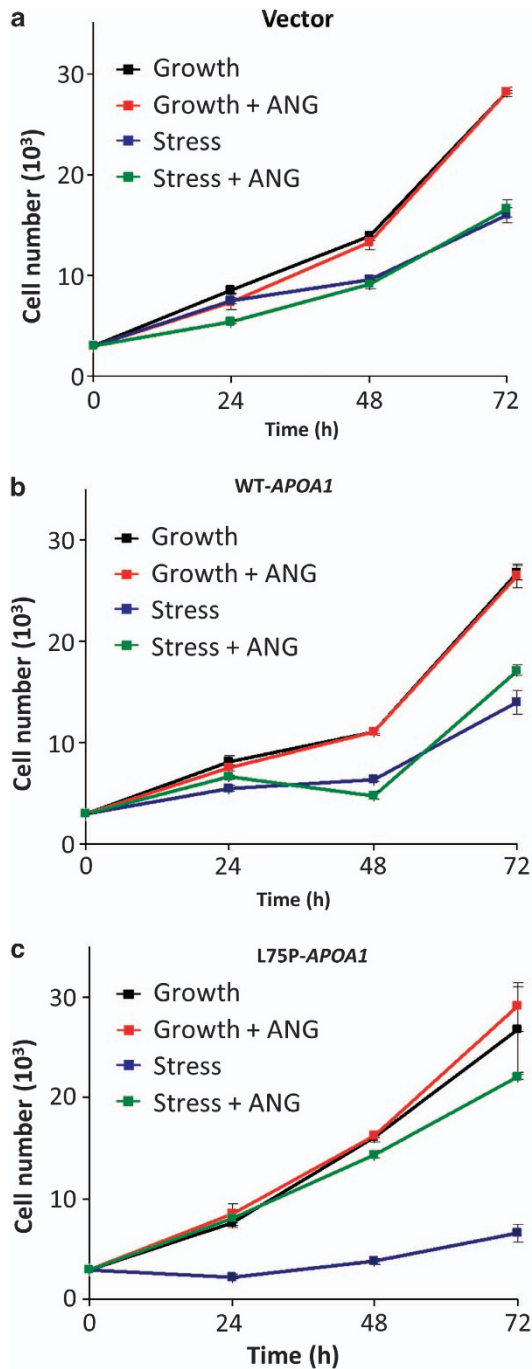 a
Vector
Growth
Growth + ANG
Stress
Stress + ANG
Cell number (10³)
30
20
10
0
0 24 48 72
Time (h)
b
WT-APOA1
Growth
Growth + ANG
Stress
Stress + ANG
Cell number (10³)
30
20
10
0
0 24 48 72
Time (h)
c
L75P-APOA1
Growth
Growth + ANG
Stress
Stress + ANG
Cell number (10³)
30
20
10
0
0 24 48 72
Time (h)